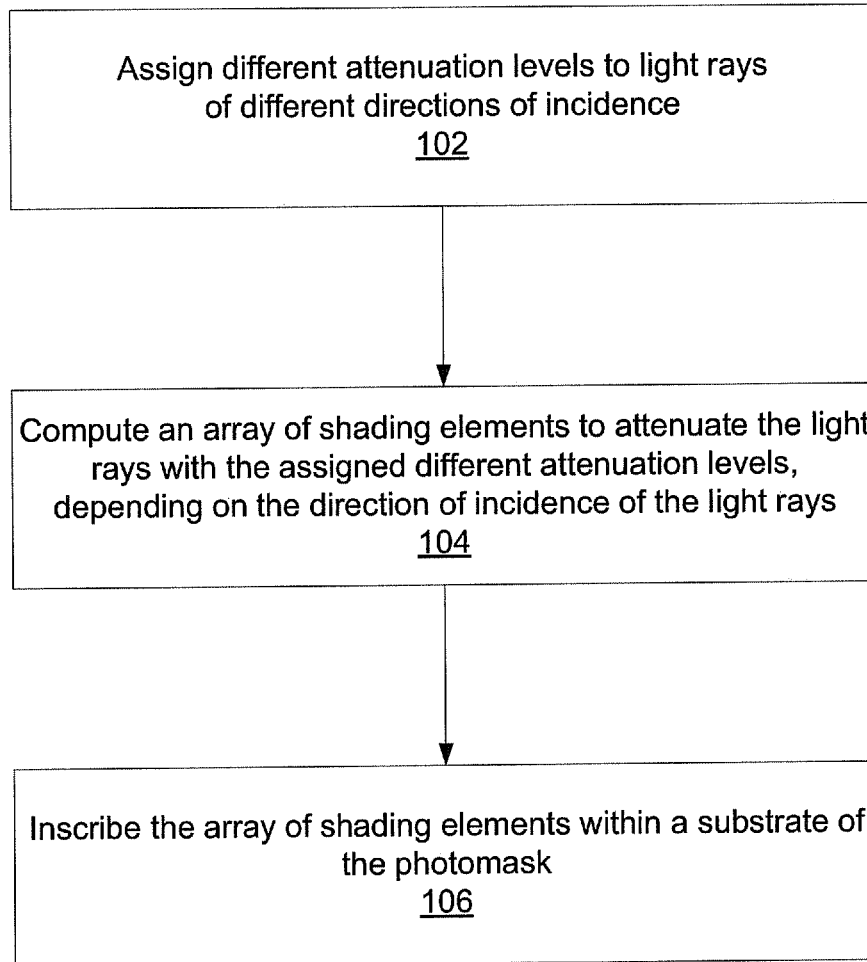 Assign different attenuation levels to light rays
of different directions of incidence
102
Compute an array of shading elements to attenuate the light
rays with the assigned different attenuation levels,
depending on the direction of incidence of the light rays
104
Inscribe the array of shading elements within a substrate of
the photomask
106